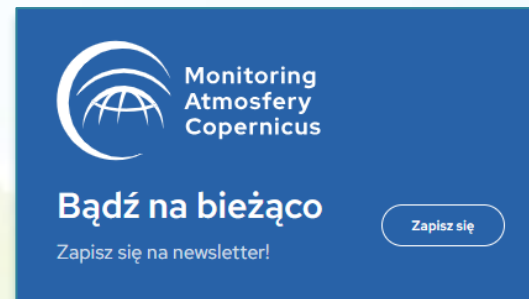 Monitoring
Atmosfery
Copernicus
Bądź na bieżąco
Zapisz się na newsletter!
Zapisz się